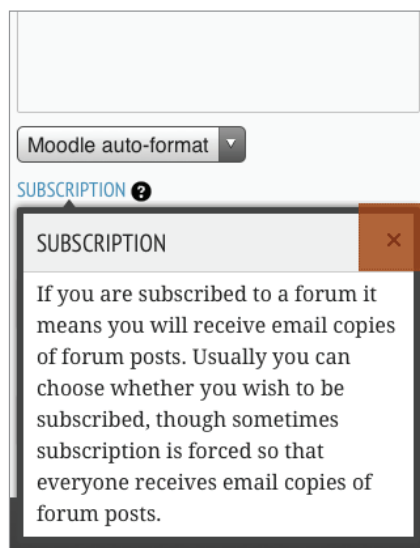 Moodle auto-format
SUBSCRIPTION ?
SUBSCRIPTION ×
If you are subscribed to a forum it
means you will receive email copies
of forum posts. Usually you can
choose whether you wish to be
subscribed, though sometimes
subscription is forced so that
everyone receives email copies of
forum posts.